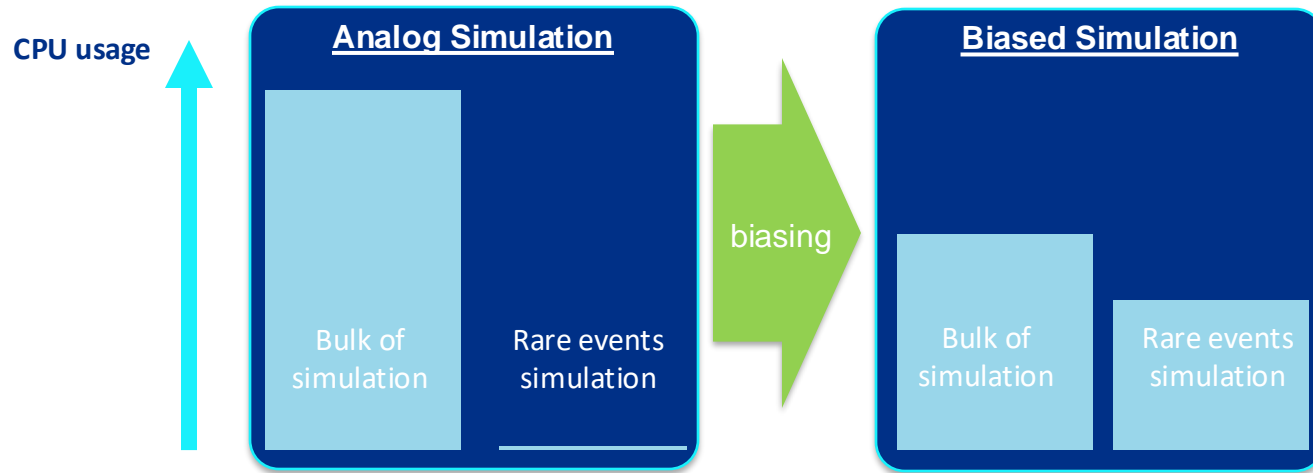 CPU usage
Analog Simulation
Bulk of
simulation
Rare events
simulation
biasing
Biased Simulation
Bulk of
simulation
Rare events
simulation